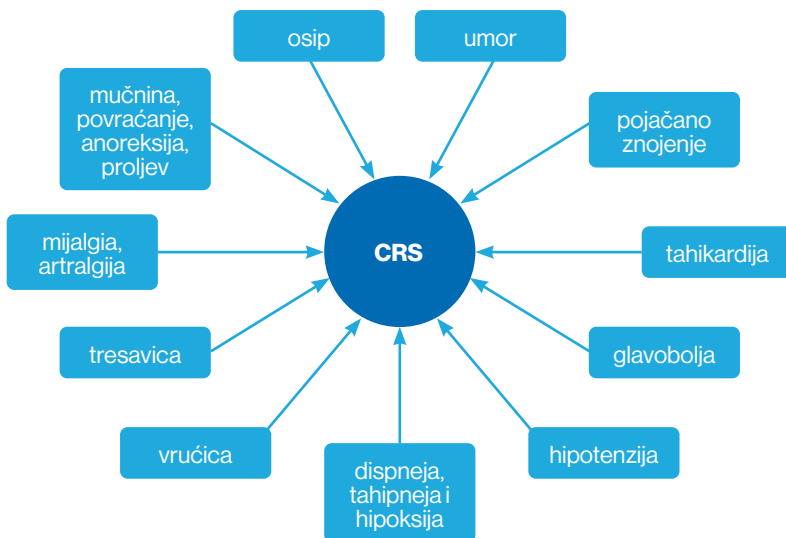 osip
umor
mučnina,
povraćanje,
anoreksija,
proljev
pojačano
znojenje
mijalgia,
artralgija
CRS
tahikardija
tresavica
glavobolja
vrućica
dispneja,
tahipneja i
hipoksija
hipotenzija